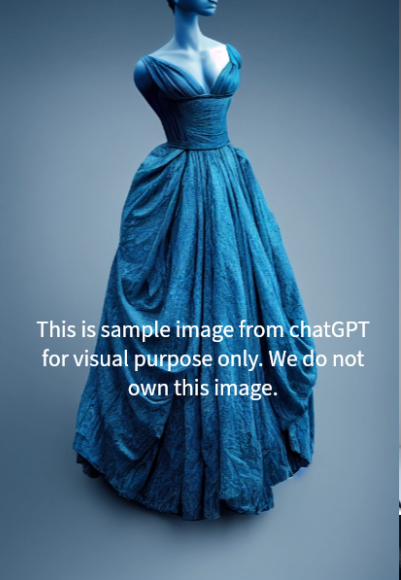 This is sample image from chatGPT
for visual purpose only. We do not
own this image.